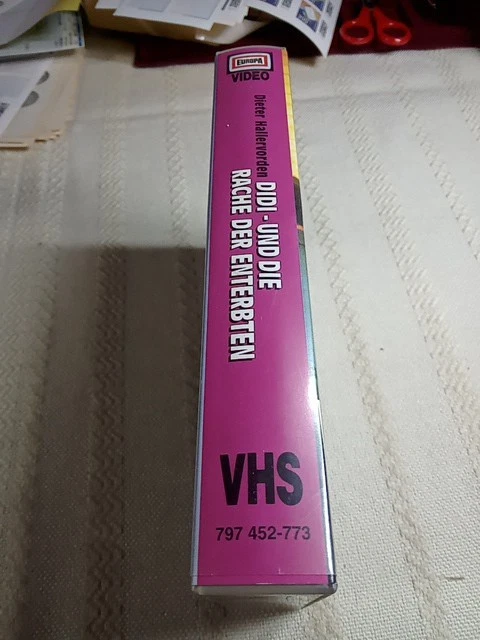 EUROPA
VIDEO
Dieter Hallervorden
DIDI - UND DIE
RACHE DER ENTERBTEN
VHS
797 452-773